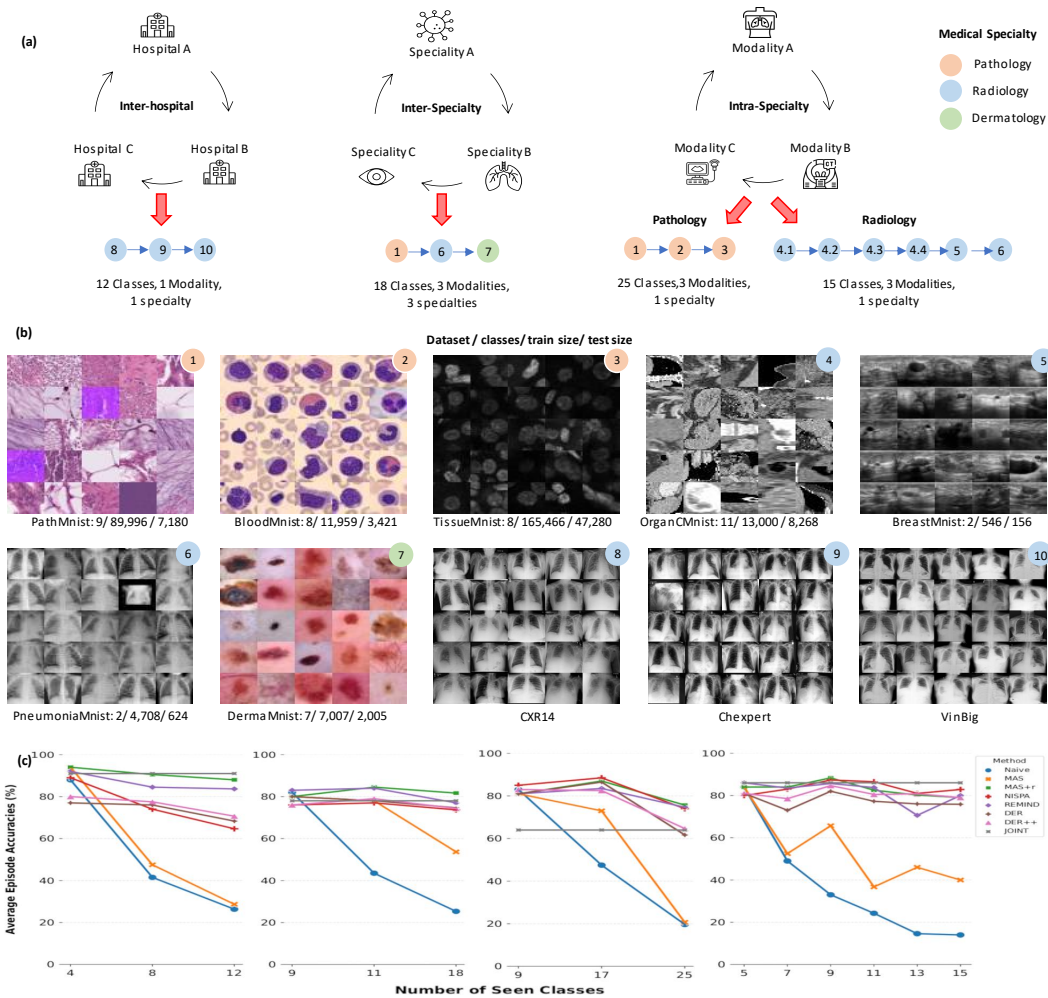 (a)
Hospital A
Inter-hospital
Hospital C
Hospital B
8
9
10
12 Classes, 1 Modality,
1 specialty
Speciality A
Inter-Specialty
Speciality C
Speciality B
1
6
7
18 Classes, 3 Modalities,
3 specialties
Modality A
Intra-Specialty
Modality C
Modality B
CT
Pathology
1
2
3
25 Classes, 3 Modalities,
1 specialty
Radiology
4.1
4.2
4.3
4.4
5
6
15 Classes, 3 Modalities,
1 specialty
Medical Specialty
Pathology
Radiology
Dermatology
(b)
Dataset / classes/ train size/ test size
1
2
3
4
5
PathMnist: 9/ 89,996/ 7,180
BloodMnist: 8/ 11,959/ 3,421
TissueMnist: 8/ 165,466/ 47,280
OrganCMnist: 11/ 13,000/ 8,268
BreastMnist: 2/ 546/ 156
6
7
8
9
10
PneumoniaMnist: 2/ 4,708/ 624
DermaMnist: 7/ 7,007/ 2,005
CXR14
Chexpert
VinBig
(c)
Average Episode Accuracies (%)
100
80
60
40
20
0
4
8
12
100
80
60
40
20
0
9
11
18
100
80
60
40
20
0
9
17
25
100
80
60
40
20
0
5
7
9
11
13
15
Method
Naive
MAS
MAS+r
NISPA
REMIND
DER
DER++
JOINT
Number of Seen Classes